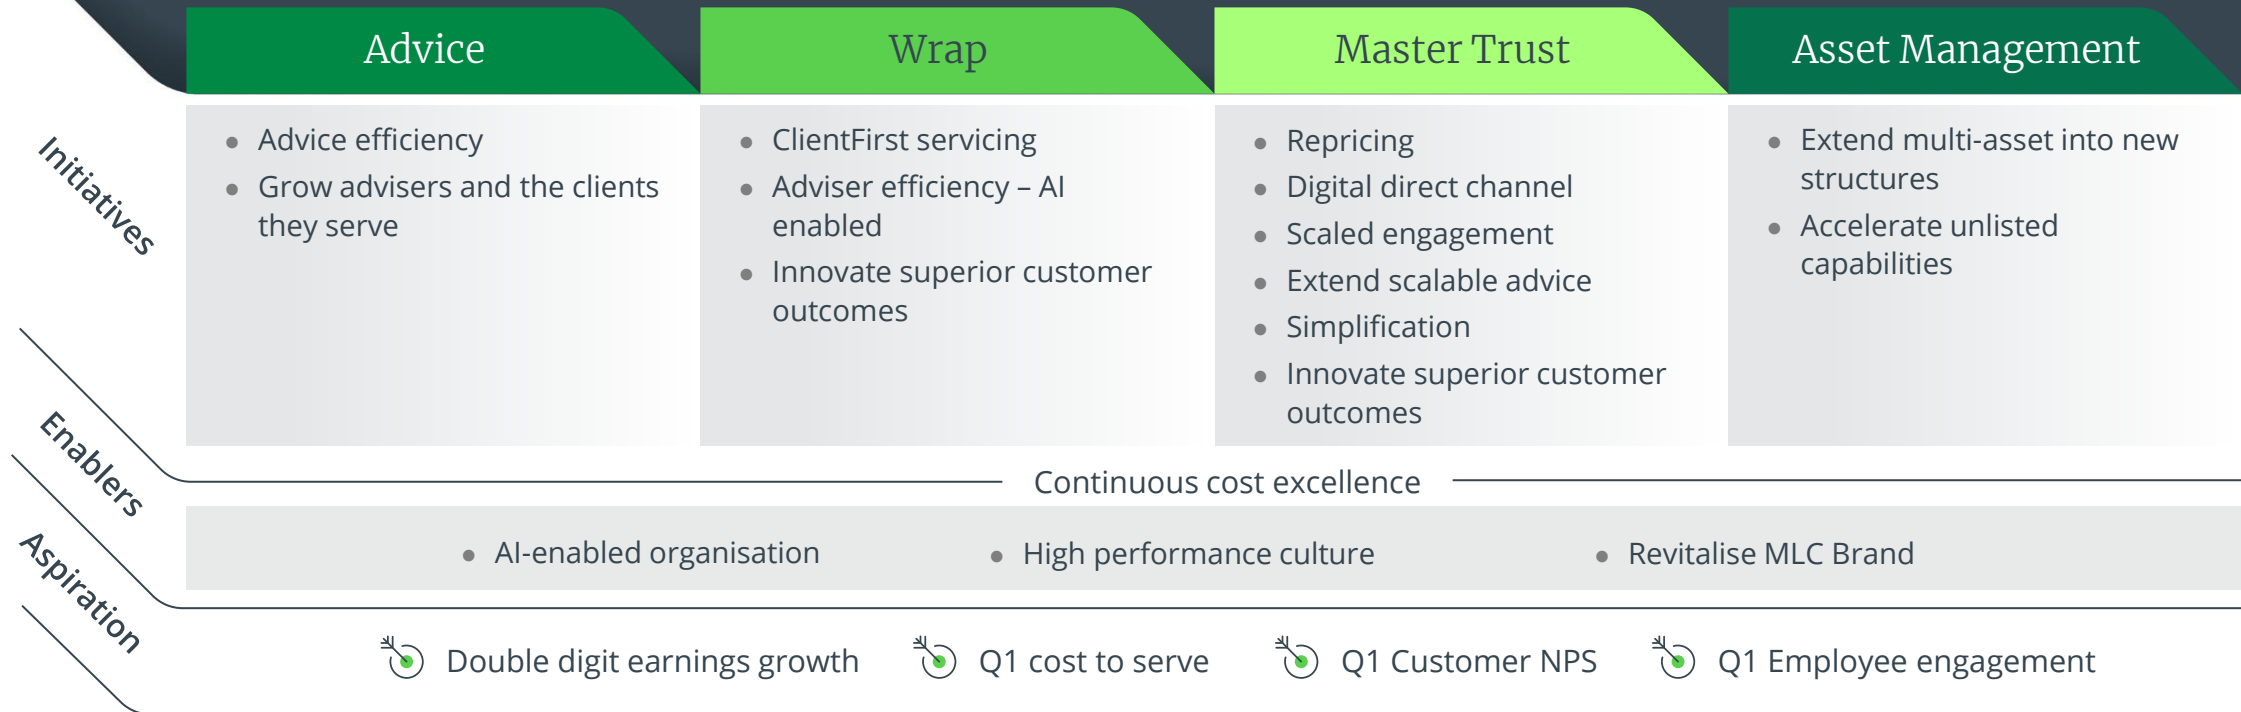 Advice
Wrap
Master Trust
Asset Management
Initiatives
Advice efficiency
Grow advisers and the clients
they serve
ClientFirst servicing
Adviser efficiency – AI
enabled
Innovate superior customer
outcomes
Repricing
Digital direct channel
Scaled engagement
Extend scalable advice
Simplification
Innovate superior customer
outcomes
Extend multi-asset into new
structures
Accelerate unlisted
capabilities
Continuous cost excellence
Enablers
AI-enabled organisation
High performance culture
Revitalise MLC Brand
Aspiration
Double digit earnings growth
Q1 cost to serve
Q1 Customer NPS
Q1 Employee engagement